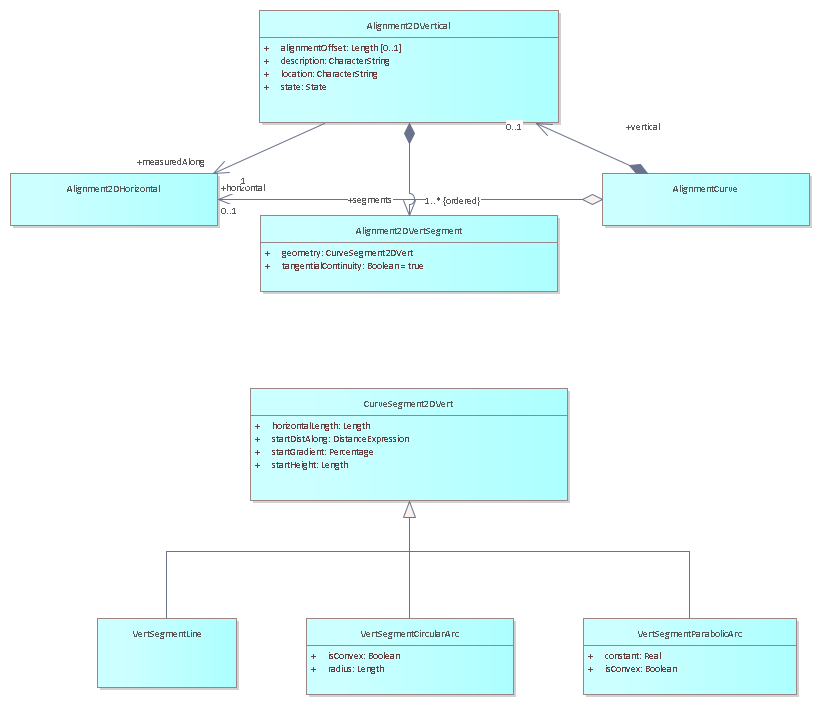 Alignment2DVertical
+ alignmentOffset: Length [0..1]
+ description: CharacterString
+ location: CharacterString
+ state: State
0..1
+vertical
+measuredAlong
1
Alignment2DHorizontal
+horizontal
0..1
AlignmentCurve
+segments
1..* {ordered}
Alignment2DVertSegment
+ geometry: CurveSegment2DVert
+ tangentialContinuity: Boolean = true
CurveSegment2DVert
+ horizontalLength: Length
+ startDistAlong: DistanceExpression
+ startGradient: Percentage
+ startHeight: Length
VertSegmentLine
VertSegmentCircularArc
+ isConvex: Boolean
+ radius: Length
VertSegmentParabolicArc
+ constant: Real
+ isConvex: Boolean